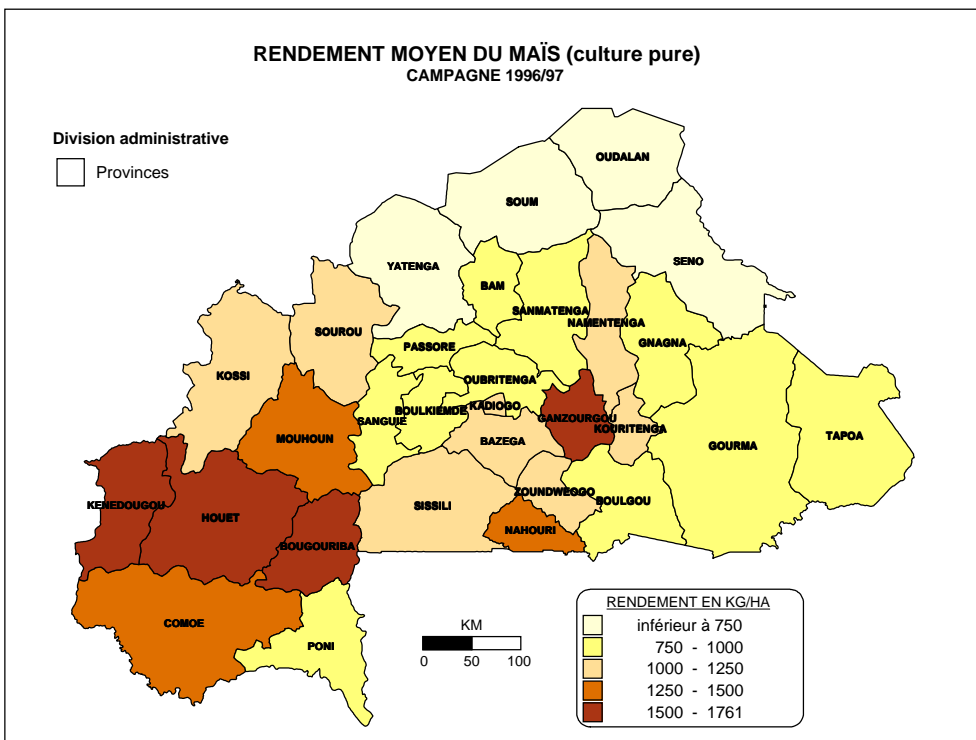 RENDEMENT MOYEN DU MAÏS (culture pure)
CAMPAGNE 1996/97
Division administrative
Provinces
OUDALAN
SOUM
SENO
YATENGA
BAM
SANMATENGA
NAMENTENGA
SOUROU
PASSORE
GNAGNA
KOSSI
OUBRITENGA
BOULKIEMDE
KADIOGO
GANZOURGOU
SANGUIE
KOURITENGA
MOUHOUN
BAZEGA
GOURMA
TAPOA
ZOUNDWEOGO
BOULGOU
KENEDOUGOU
HOUET
SISSILI
NAHOURI
BOUGOURIBA
COMOE
PONI
KM
0 50 100
RENDEMENT EN KG/HA
inférieur à 750
750 - 1000
1000 - 1250
1250 - 1500
1500 - 1761